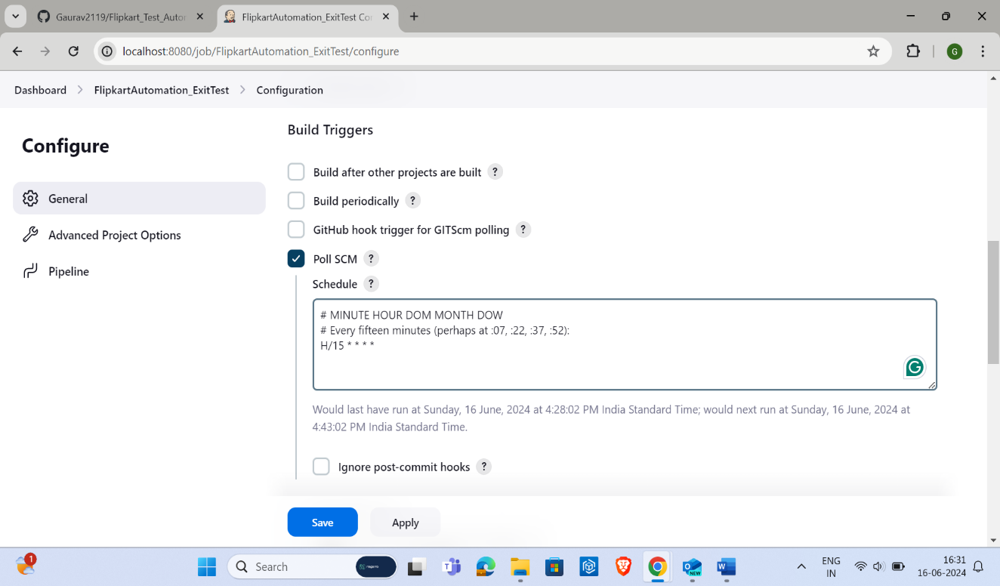 Gaurav2119/Flipkart_Test_Autor
FlipkartAutomation_ExitTest Co
localhost:8080/job/FlipkartAutomation_ExitTest/configure
G
Dashboard > FlipkartAutomation_ExitTest > Configuration
Configure
General
Advanced Project Options
Pipeline
Build Triggers
Build after other projects are built ?
Build periodically ?
GitHub hook trigger for GITScm polling ?
Poll SCM ?
Schedule ?
# MINUTE HOUR DOM MONTH DOW
# Every fifteen minutes (perhaps at :07, :22, :37, :52):
H/15 * * * *
G
Would last have run at Sunday, 16 June, 2024 at 4:28:02 PM India Standard Time; would next run at Sunday, 16 June, 2024 at
4:43:02 PM India Standard Time.
Ignore post-commit hooks ?
Save Apply
1
Search
ENG
IN
16:31
16-06-2024